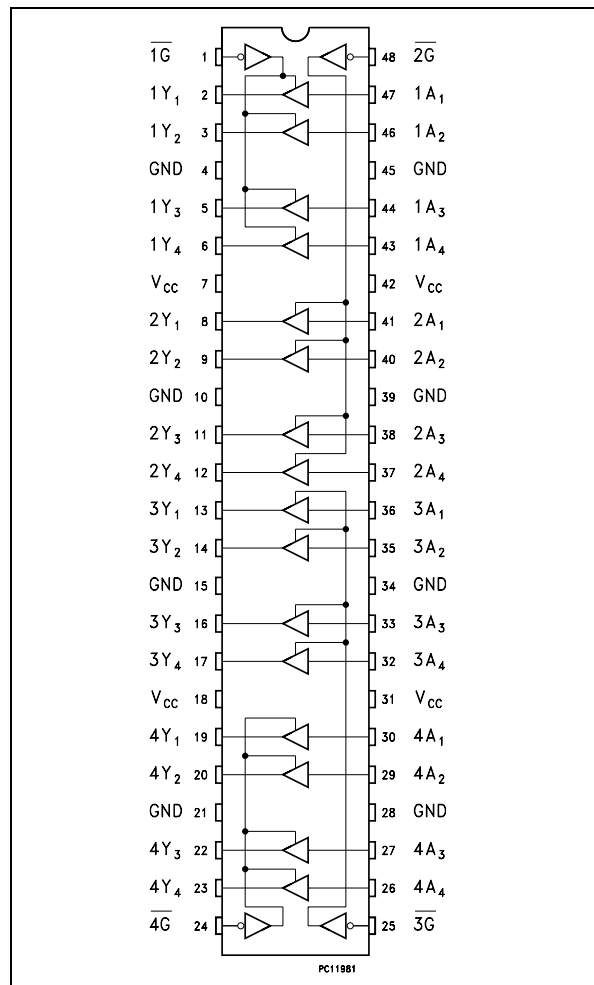 1G 1 48 2G
1Y1 2 47 1A1
1Y2 3 46 1A2
GND 4 45 GND
1Y3 5 44 1A3
1Y4 6 43 1A4
VCC 7 42 VCC
2Y1 8 41 2A1
2Y2 9 40 2A2
GND 10 39 GND
2Y3 11 38 2A3
2Y4 12 37 2A4
3Y1 13 36 3A1
3Y2 14 35 3A2
GND 15 34 GND
3Y3 16 33 3A3
3Y4 17 32 3A4
VCC 18 31 VCC
4Y1 19 30 4A1
4Y2 20 29 4A2
GND 21 28 GND
4Y3 22 27 4A3
4Y4 23 26 4A4
4G 24 25 3G
PC11981